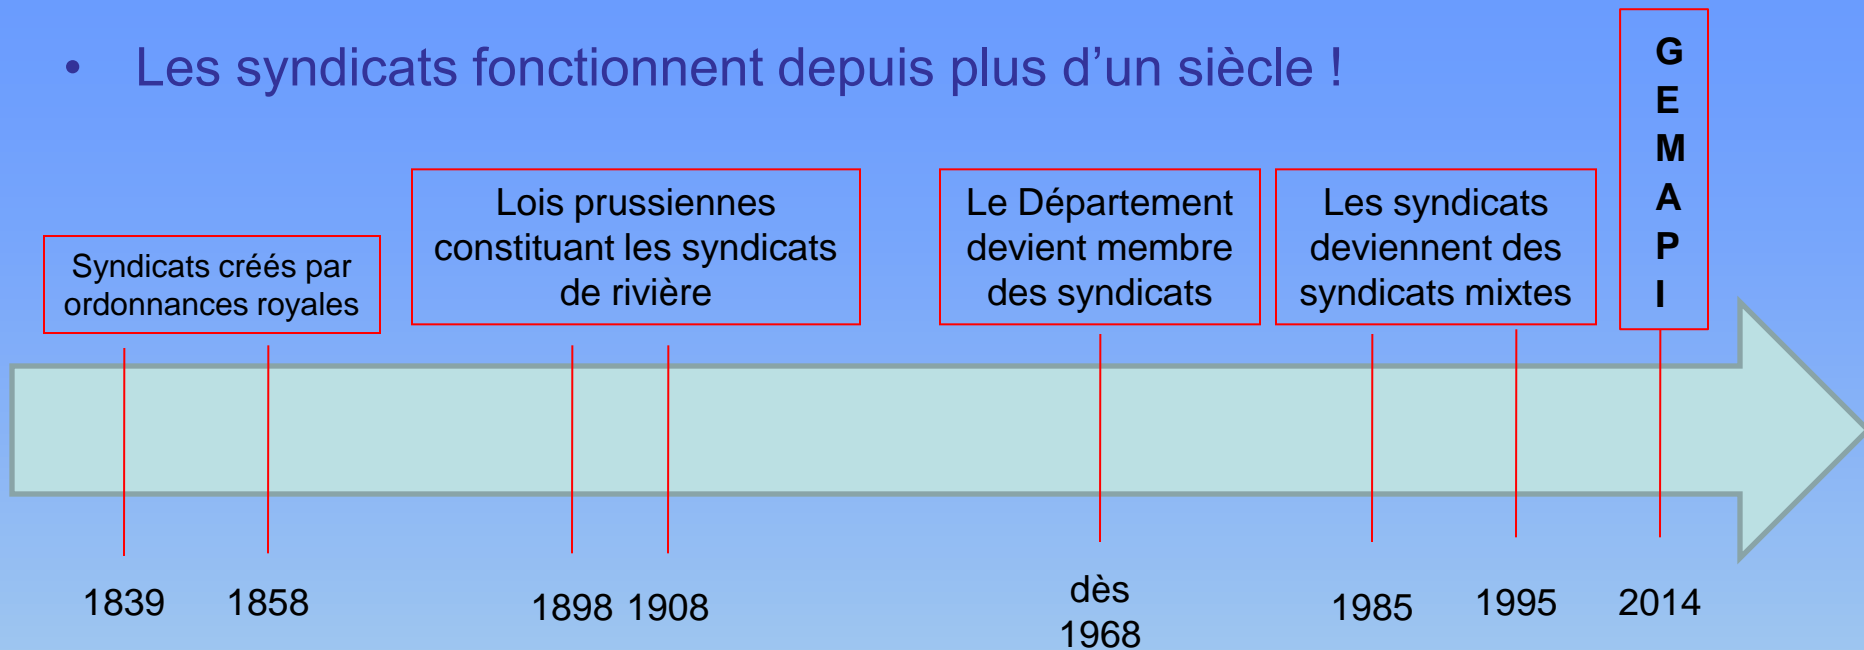 • Les syndicats fonctionnent depuis plus d’un siècle !
Syndicats créés par
ordonnances royales
Lois prussiennes
constituant les syndicats
de rivière
Le Département
devient membre
des syndicats
Les syndicats
deviennent des
syndicats mixtes
G
E
M
A
P
I
1839
1858
1898
1908
dès
1968
1985
1995
2014